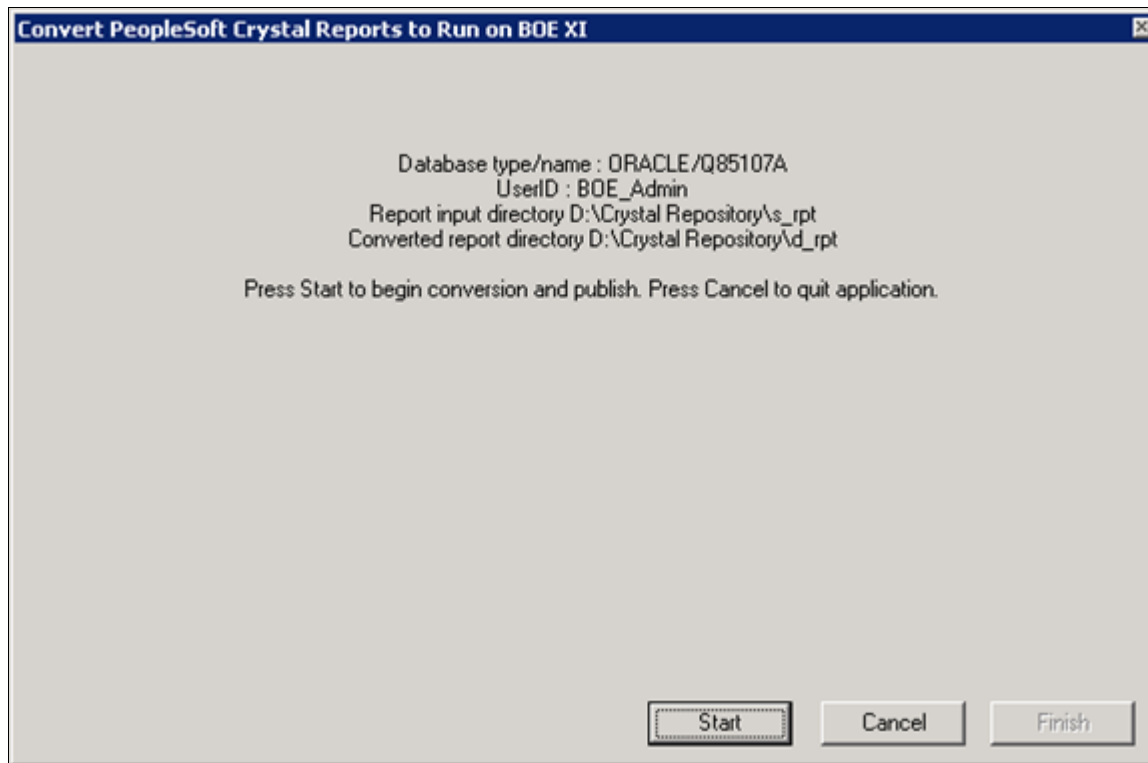 Convert PeopleSoft Crystal Reports to Run on BOE XI
Database type/name : ORACLE/Q85107A
UserID : BOE_Admin
Report input directory D:\Crystal Repository\s_rpt
Converted report directory D:\Crystal Repository\d_rpt
Press Start to begin conversion and publish. Press Cancel to quit application.
Start
Cancel
Finish